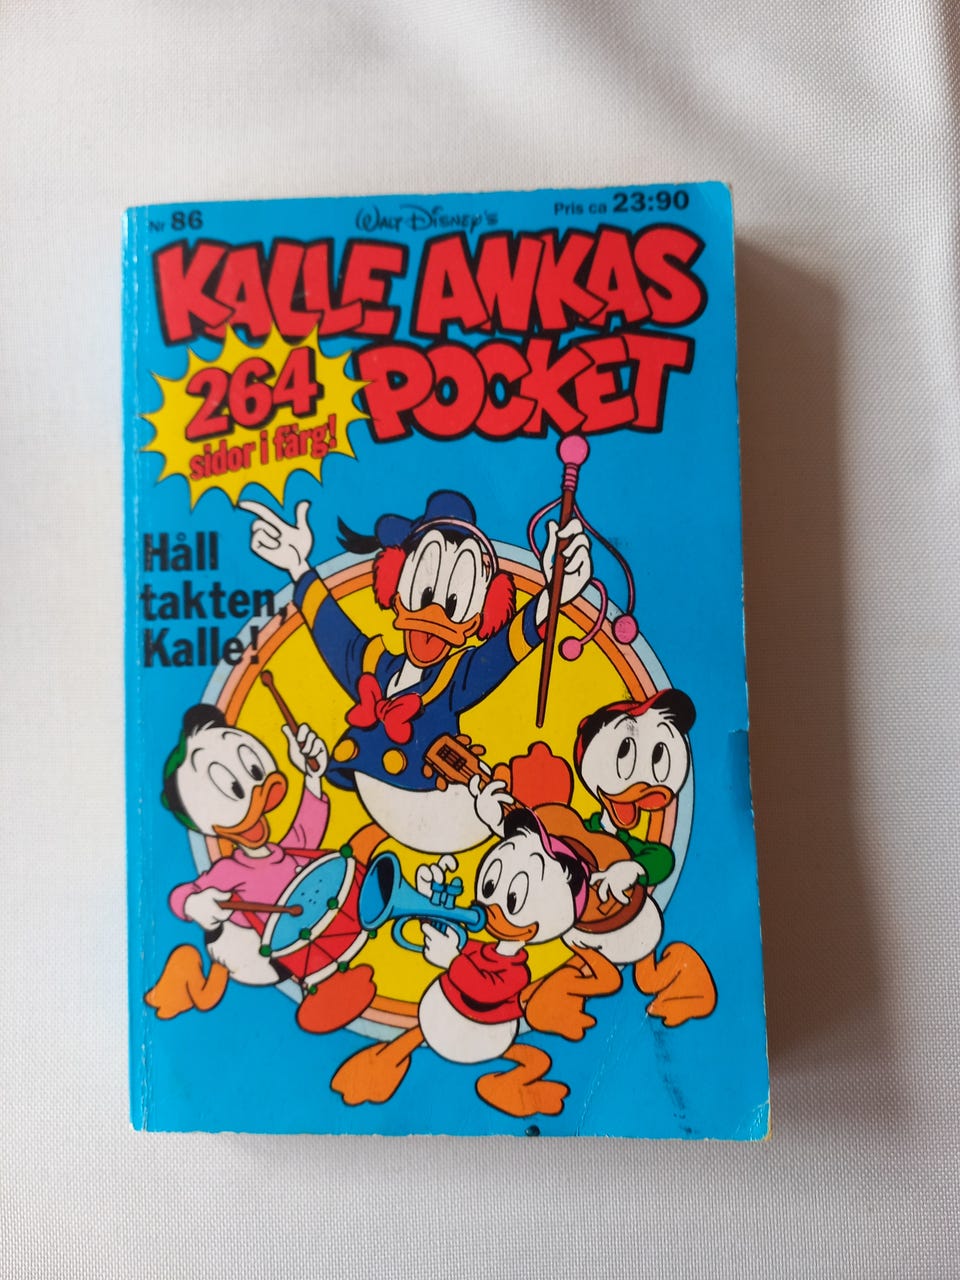 Nr 86
WALT DISNEY'S
Pris ca 23:90
KALLE ANKAS
POCKET
264
sidor i färg!
Håll
takten,
Kalle!